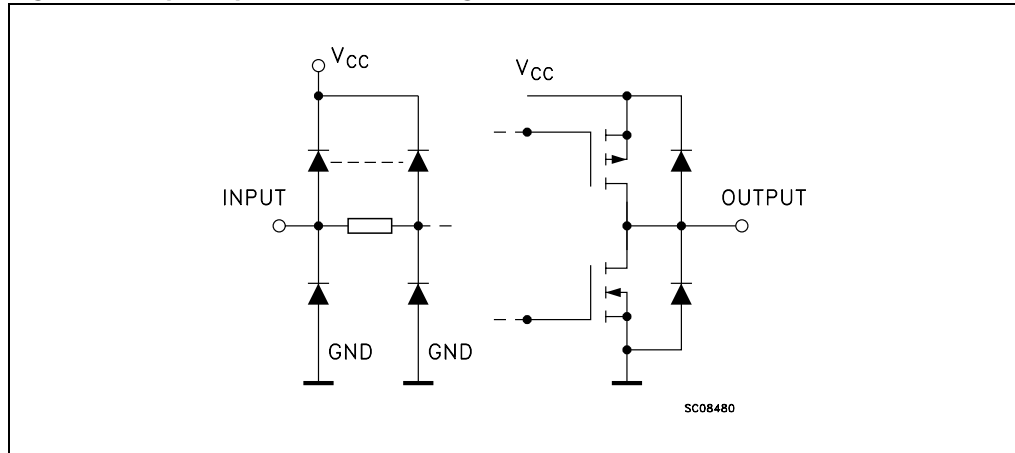 V_CC
V_CC
INPUT
OUTPUT
GND
GND
SC08480